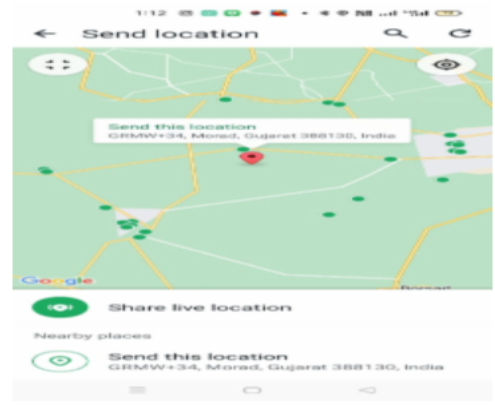 1:12
Send location
Send this location
GRMW+34, Morad, Gujarat 388130, India
Google
Borsad
Share live location
Nearby places
Send this location
GRMW+34, Morad, Gujarat 388130, India